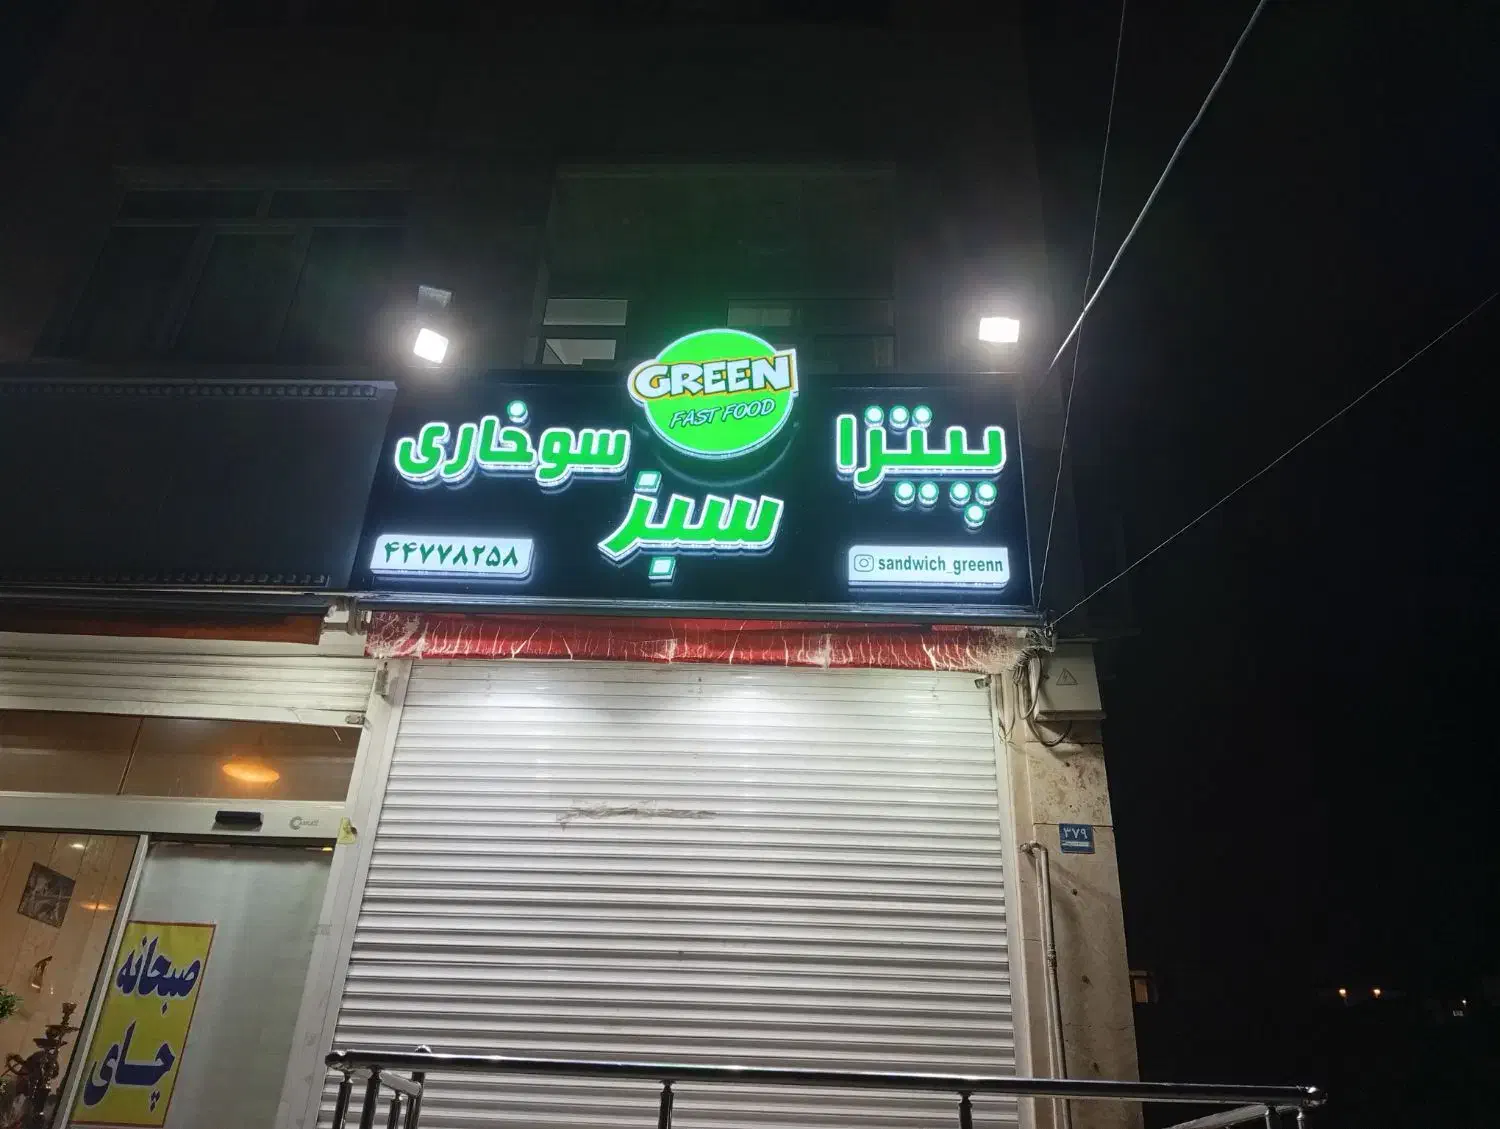 GREEN
FAST FOOD
پیتزا
سوخاری
سبز
sandwich_greenn
۴۴۷۷۸۲۵۸
۳۷۹
صبحانه
چای